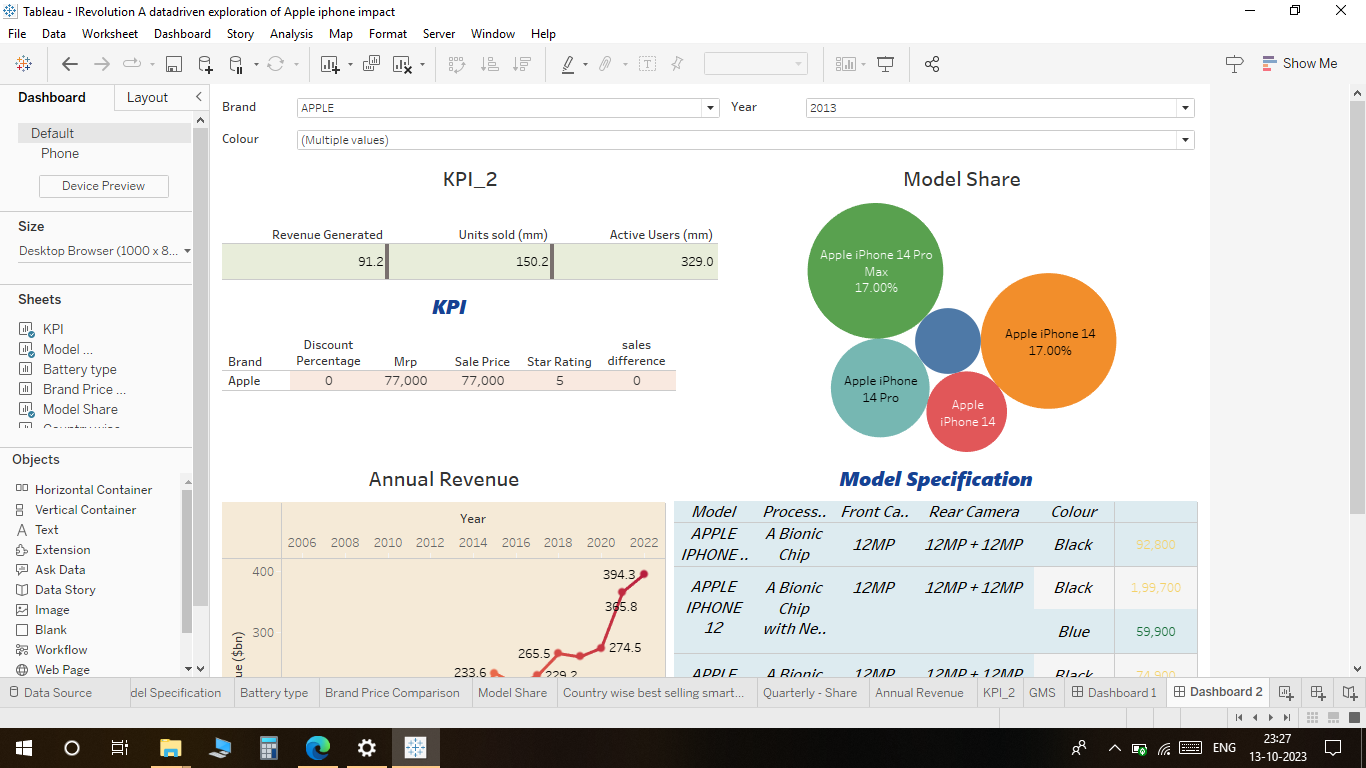 Tableau - IRevolution A datadriven exploration of Apple iphone impact
File Data Worksheet Dashboard Story Analysis Map Format Server Window Help
Show Me
Dashboard Layout
Default
Phone
Device Preview
Size
Desktop Browser (1000 x 8...
Sheets
KPI
Model ...
Battery type
Brand Price ...
Model Share
Objects
Horizontal Container
Vertical Container
Text
Extension
Ask Data
Data Story
Image
Blank
Workflow
Web Page
Brand APPLE Year 2013
Colour (Multiple values)
KPI_2
Revenue Generated Units sold (mm) Active Users (mm)
91.2 150.2 329.0
KPI
Brand Discount Percentage Mrp Sale Price Star Rating sales difference
Apple 0 77,000 77,000 5 0
Model Share
Apple iPhone 14 Pro
Max
17.00%
Apple iPhone 14
17.00%
Apple iPhone
14 Pro
Apple
iPhone 14
Annual Revenue
Year
2006 2008 2010 2012 2014 2016 2018 2020 2022
400
394.3
365.8
300
274.5
265.5
233.6
229.2
ue ($bn)
Model Specification
Model Process.. Front Ca.. Rear Camera Colour
APPLE IPHONE .. A Bionic Chip 12MP 12MP + 12MP Black 92,800
APPLE IPHONE 12 A Bionic Chip with Ne.. 12MP 12MP + 12MP Black 1,99,700
Blue 59,900
APPLE A Bionic 12MP 12MP + 12MP Black 74,900
Data Source del Specification Battery type Brand Price Comparison Model Share Country wise best selling smart... Quarterly - Share Annual Revenue KPI_2 GMS Dashboard 1 Dashboard 2
ENG
23:27
13-10-2023